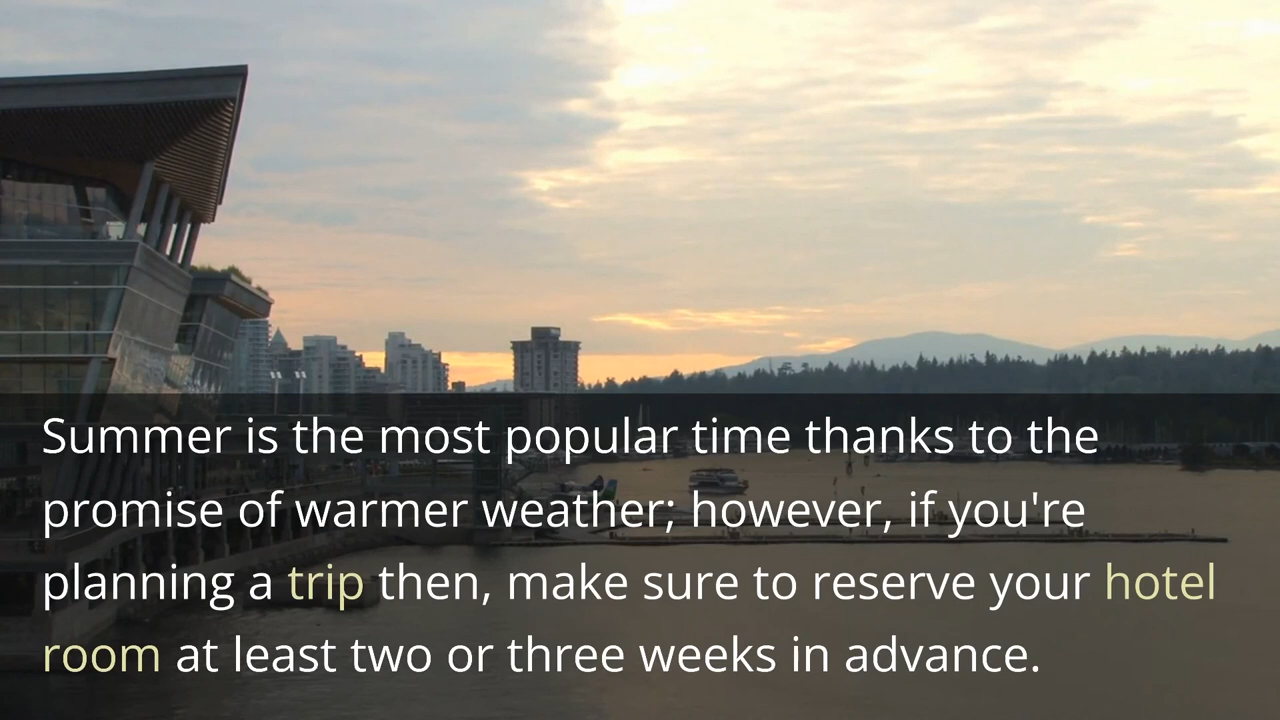 Summer is the most popular time thanks to the
promise of warmer weather; however, if you're
planning a trip then, make sure to reserve your hotel
room at least two or three weeks in advance.